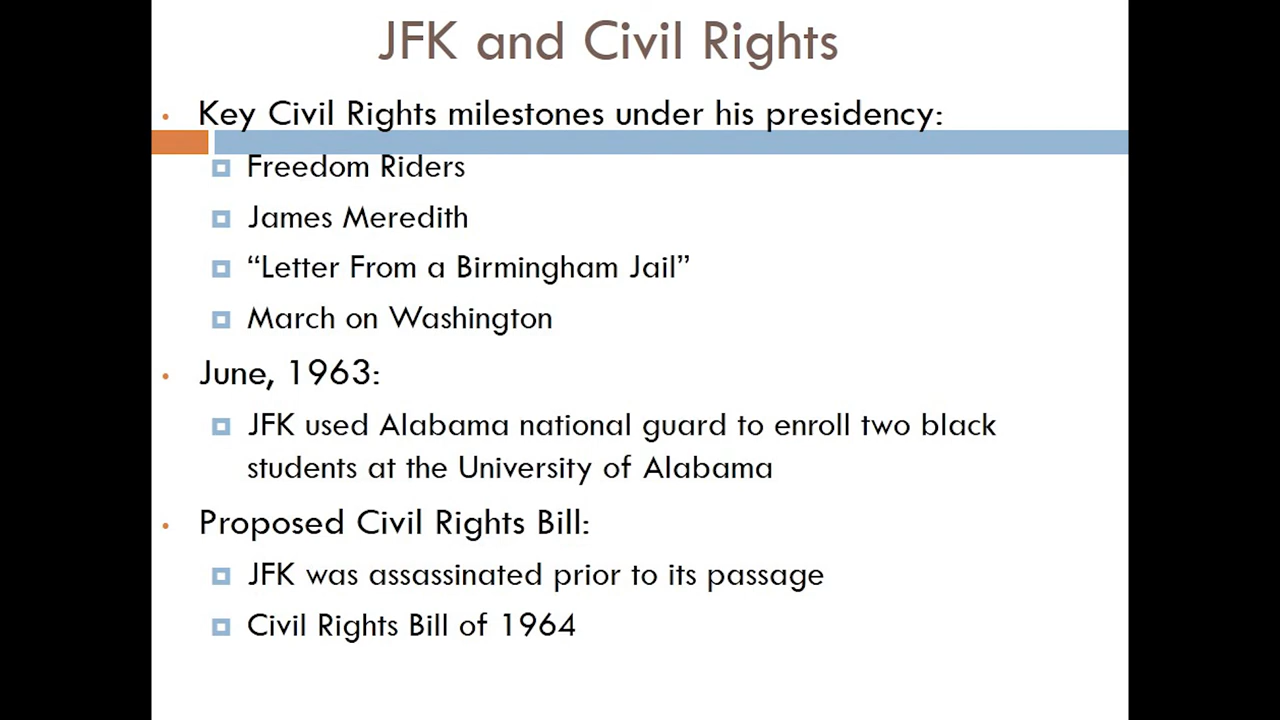 JFK and Civil Rights
Key Civil Rights milestones under his presidency:
Freedom Riders
James Meredith
“Letter From a Birmingham Jail”
March on Washington
June, 1963:
JFK used Alabama national guard to enroll two black
students at the University of Alabama
Proposed Civil Rights Bill:
JFK was assassinated prior to its passage
Civil Rights Bill of 1964